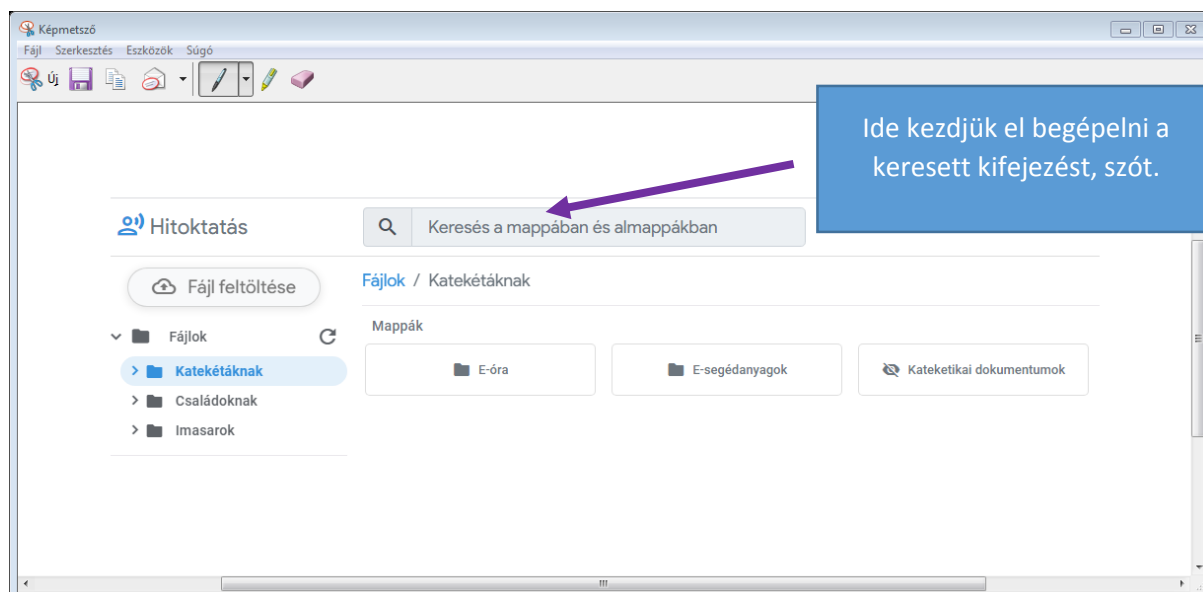 Képmetsző
Fájl Szerkesztés Eszközök Súgó
Új
Ide kezdjük el begépelni a
keresett kifejezést, szót.
Hitoktatás
Keresés a mappában és almappákban
Fájl feltöltése
Fájlok / Katekétáknak
Fájlok
Mappák
Katekétáknak
E-óra
E-segédanyagok
Kateketikai dokumentumok
Családoknak
Imasarok